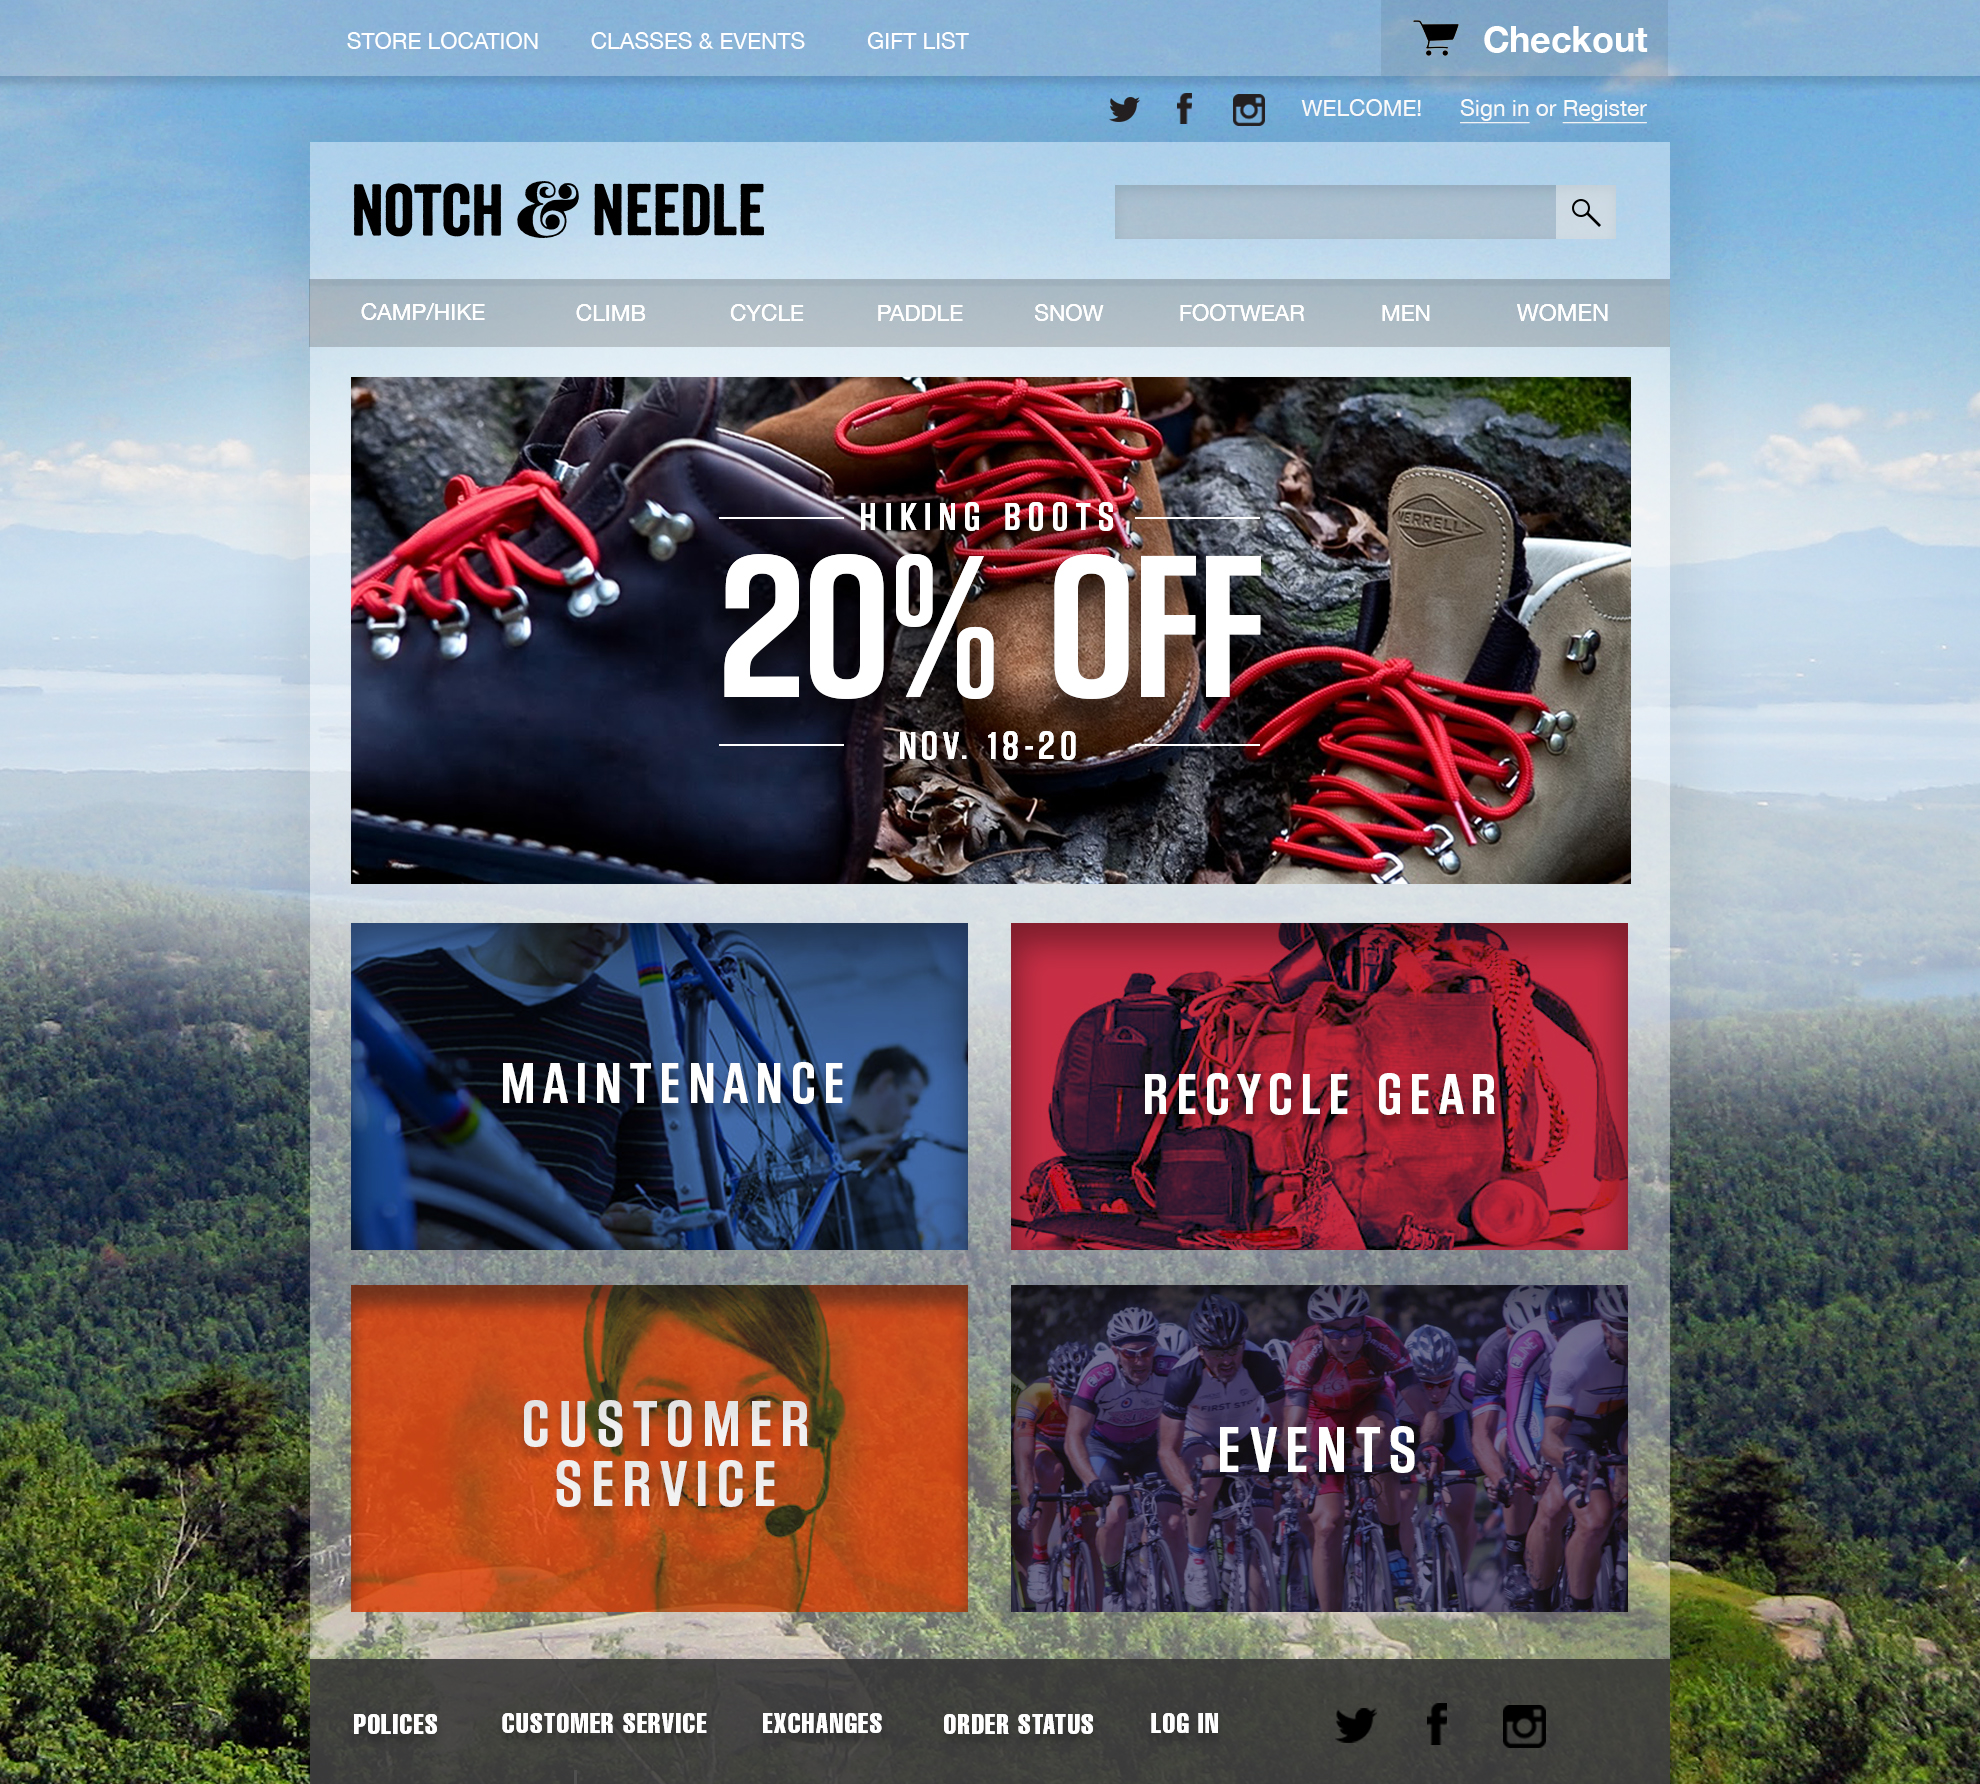 STORE LOCATION CLASSES & EVENTS GIFT LIST Checkout
WELCOME! Sign in or Register
NOTCH & NEEDLE
CAMP/HIKE CLIMB CYCLE PADDLE SNOW FOOTWEAR MEN WOMEN
MERRELL
HIKING BOOTS
20% OFF
NOV. 18-20
MAINTENANCE
RECYCLE GEAR
CUSTOMER
SERVICE
EVENTS
POLICES CUSTOMER SERVICE EXCHANGES ORDER STATUS LOG IN